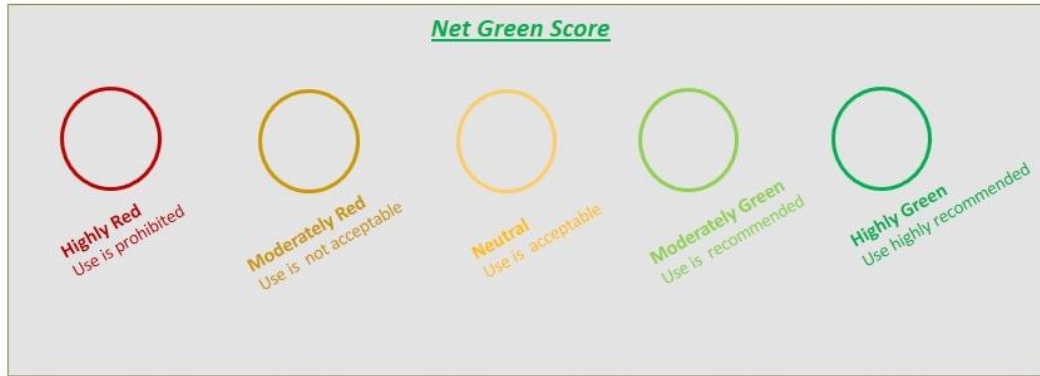 Net Green Score
Highly Red
Use is prohibited
Moderately Red
Use is not acceptable
Neutral
Use is acceptable
Moderately Green
Use is recommended
Highly Green
Use highly recommended